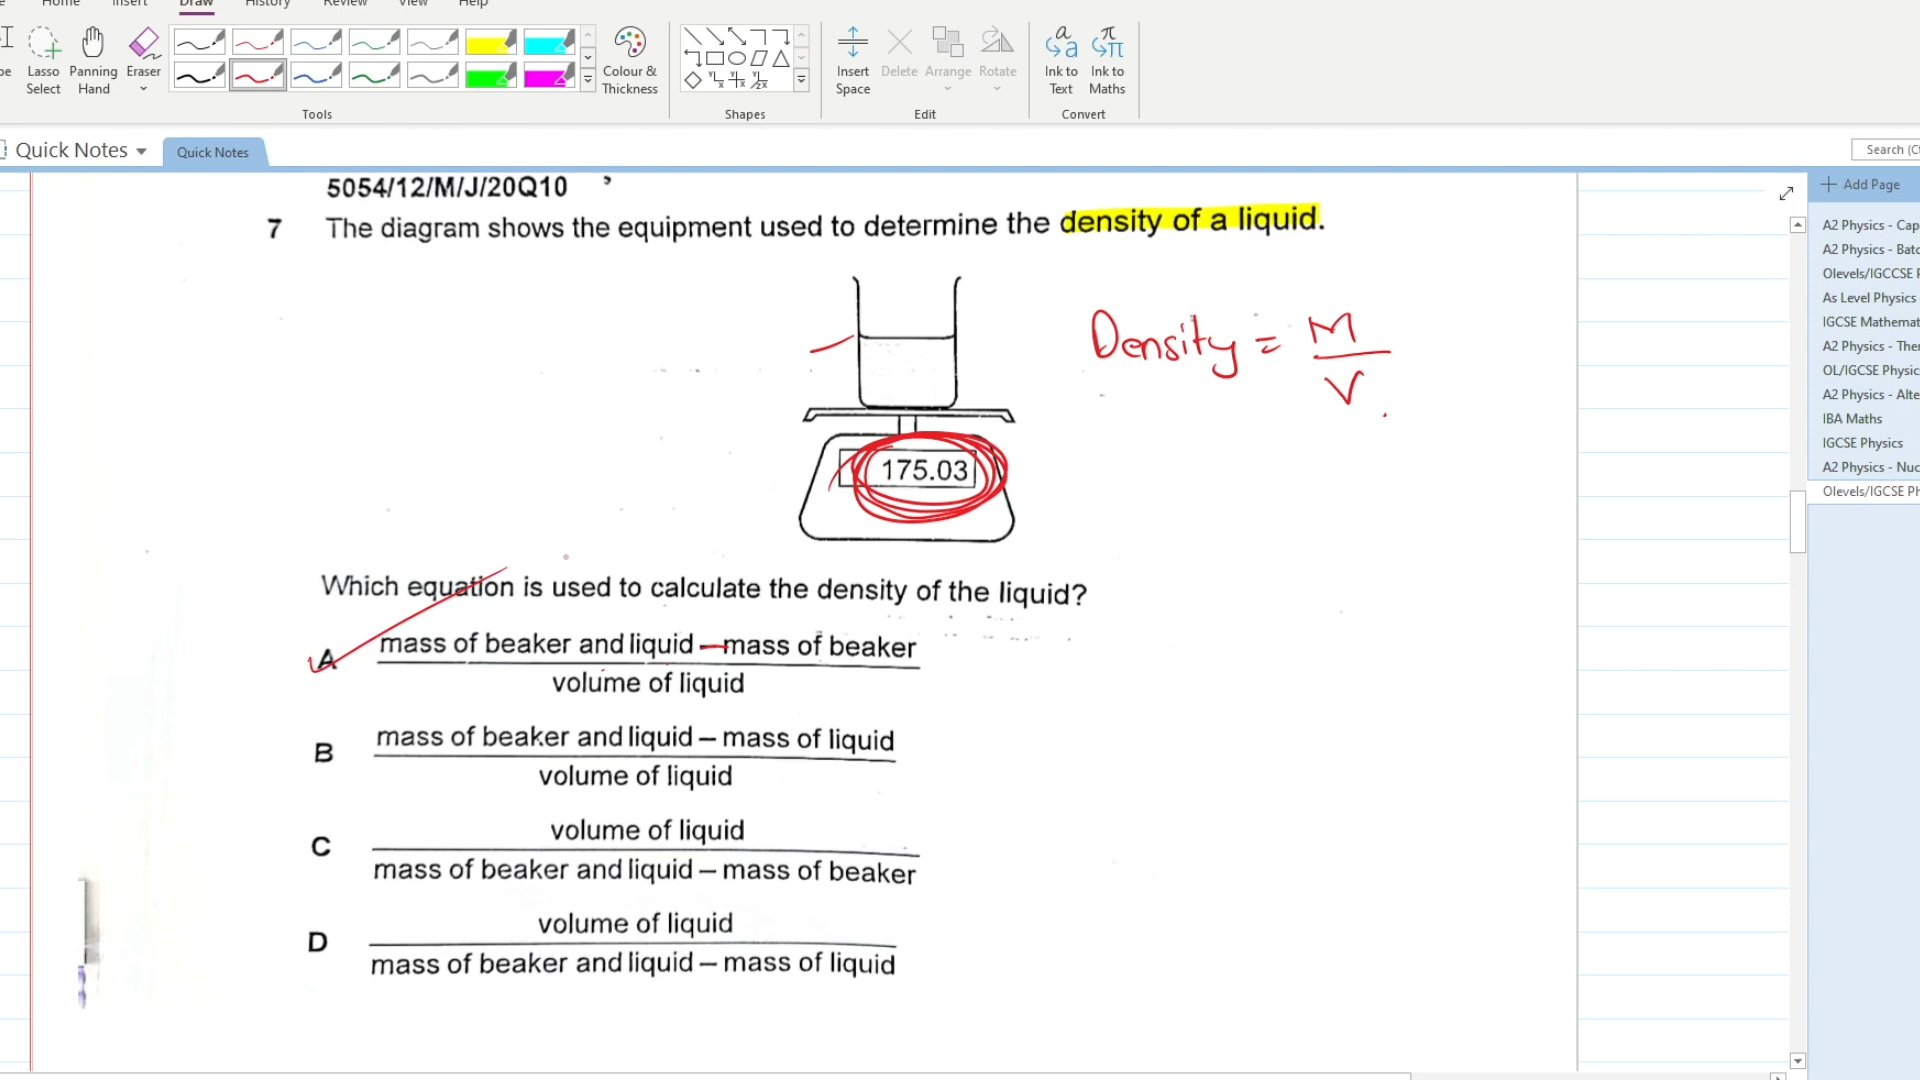 Home Insert Draw History Review View Help
Lasso Select
Panning Hand
Eraser
Colour & Thickness
Insert Space
Delete
Arrange
Rotate
Ink to Text
Ink to Maths
Tools
Shapes
Edit
Convert
Quick Notes
Quick Notes
Add Page
A2 Physics - Cap
A2 Physics - Bat
Olevels/IGCCSE P
As Level Physics
IGCSE Mathemat
A2 Physics - Ther
OL/IGCSE Physic
A2 Physics - Alte
IBA Maths
IGCSE Physics
A2 Physics - Nuc
Olevels/IGCSE Ph
5054/12/M/J/20Q10
7 The diagram shows the equipment used to determine the density of a liquid.
Density = M
V
175.03
Which equation is used to calculate the density of the liquid?
A mass of beaker and liquid – mass of beaker
volume of liquid
B mass of beaker and liquid – mass of liquid
volume of liquid
C volume of liquid
mass of beaker and liquid – mass of beaker
D volume of liquid
mass of beaker and liquid – mass of liquid